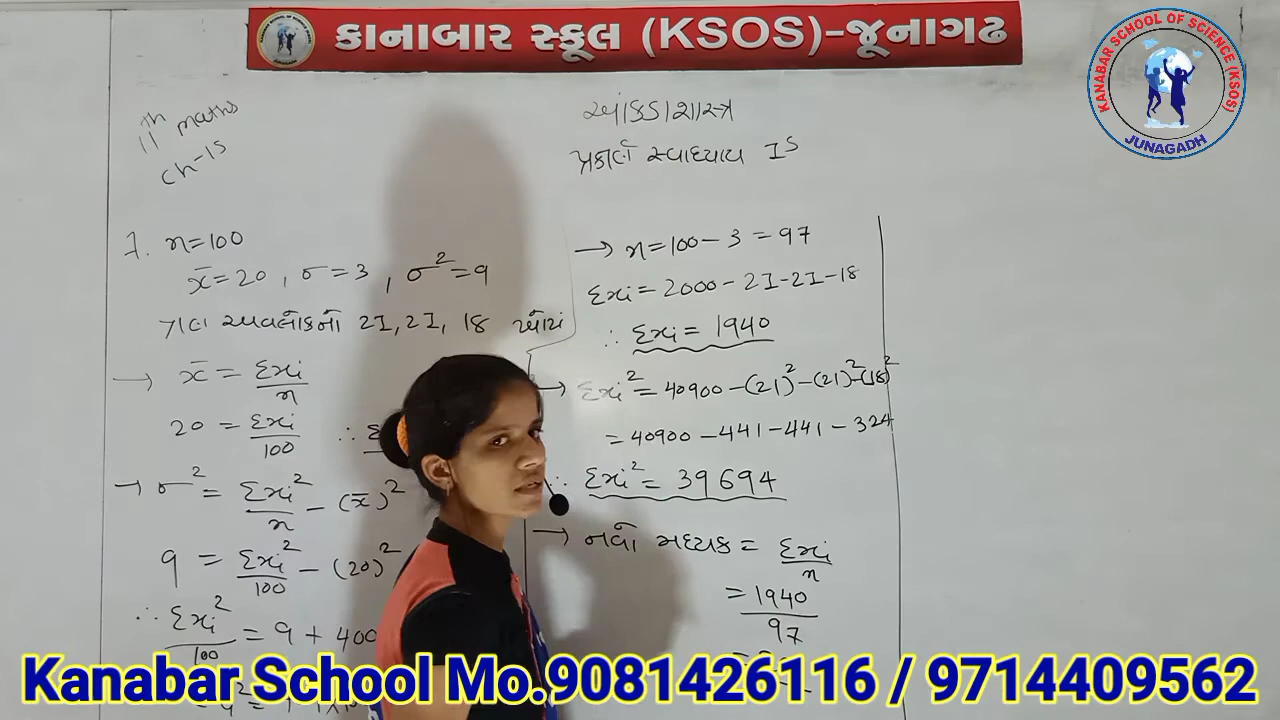 કાનાબાર સ્કૂલ (KSOS)-જૂનાગઢ
KANABAR SCHOOL OF SCIENCE (KSOS)
JUNAGADH
11th maths
ch-15
આંકડાશાસ્ત્ર
પ્રકીર્ણ સ્વાધ્યાય 15
7. n=100
x̄=20, σ=3, σ²=9
અવલોકનો 21, 21, 18
→ x̄ = Σxi/n
20 = Σxi/100 ∴
→ σ² = Σxi²/n - (x̄)²
9 = Σxi²/100 - (20)²
∴ Σxi²/100 = 9 + 400
→ n=100-3=97
Σxi = 2000-21-21-18
∴ Σxi = 1940
→ Σxi² = 40900-(21)²-(21)²-(18)²
= 40900-441-441-324
∴ Σxi² = 39694
→ નવો મધ્યક = Σxi/n
= 1940/97
Kanabar School Mo.9081426116 / 9714409562